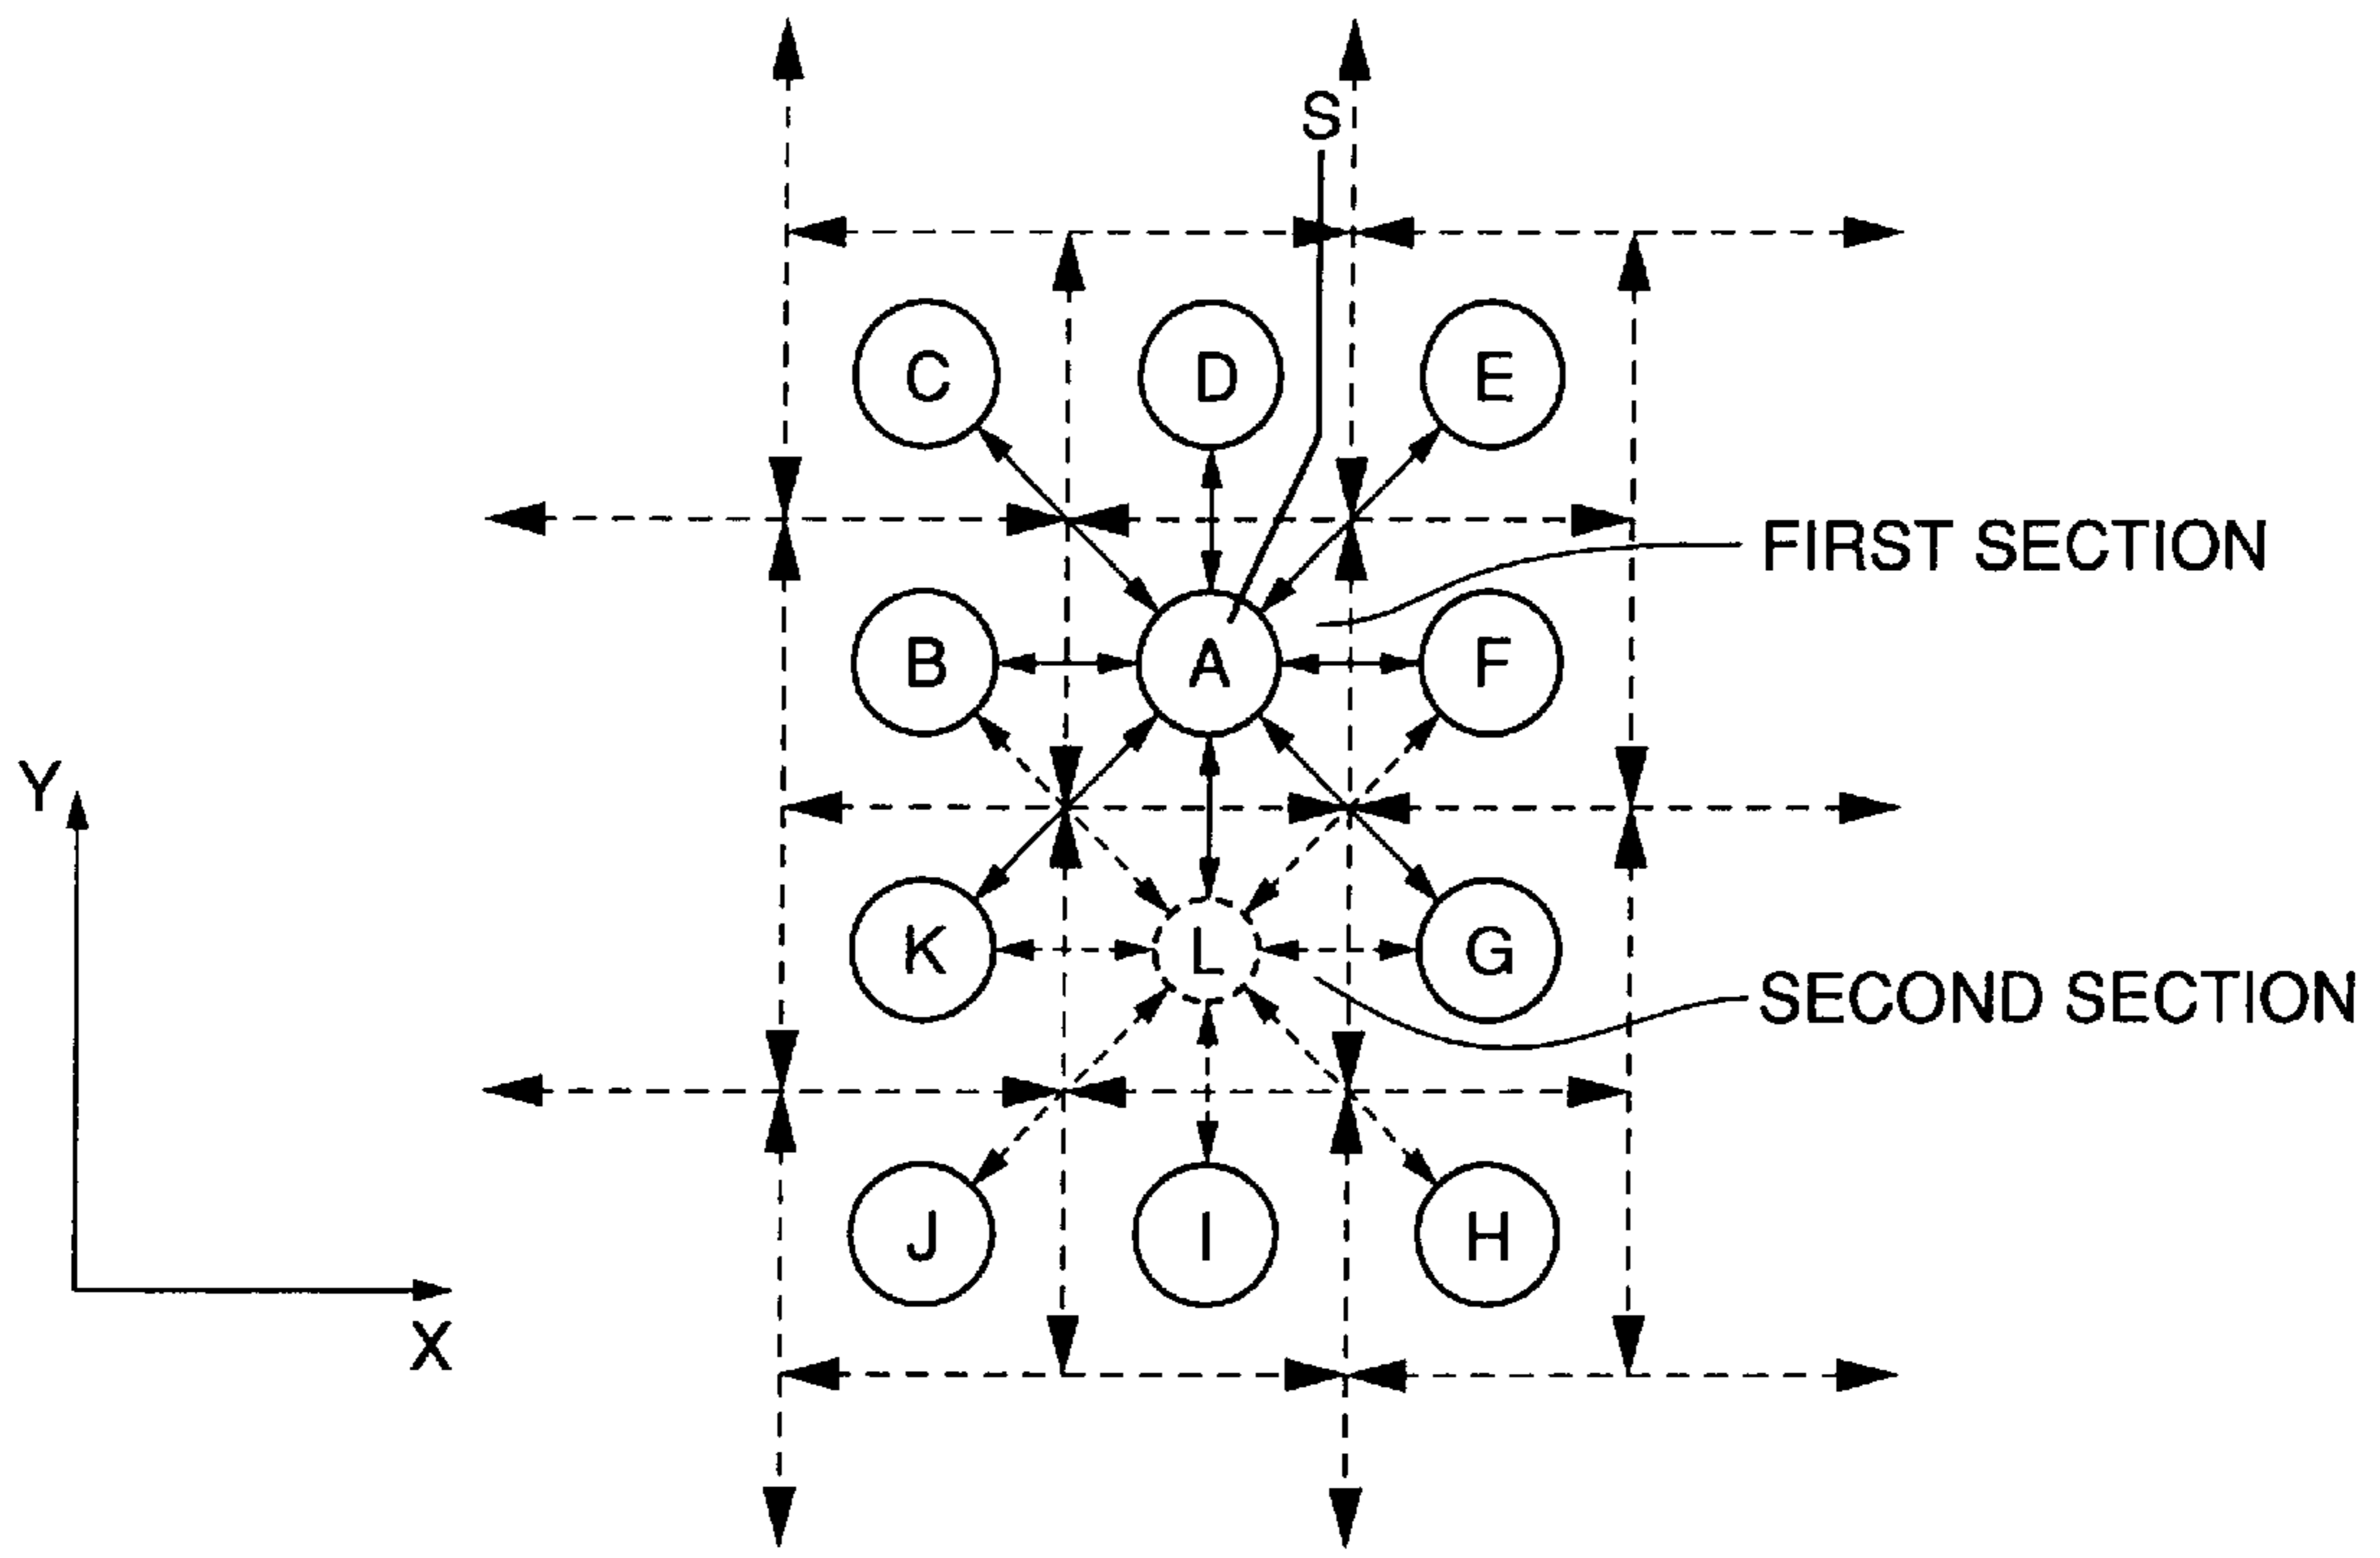 S
C D E
FIRST SECTION
B A F
Y
K L G
SECOND SECTION
J I H
X